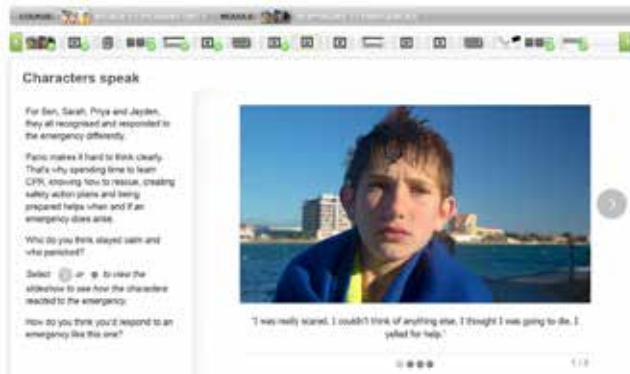 COURSE:
MODULE:
Characters speak
For Ben, Sarah, Priya and Jayden,
they all recognised and responded to
the emergency differently.
Panic makes it hard to think clearly.
That's why spending time to learn
CPR, knowing how to rescue, creating
safety action plans and being
prepared helps when and if an
emergency does arise.
Who do you think stayed calm and
who panicked?
Select or to view the
slideshow to see how the characters
reacted to the emergency.
How do you think you'd respond to an
emergency like this one?
'I was really scared. I couldn't think of anything else. I thought I was going to die. I
yelled for help.'